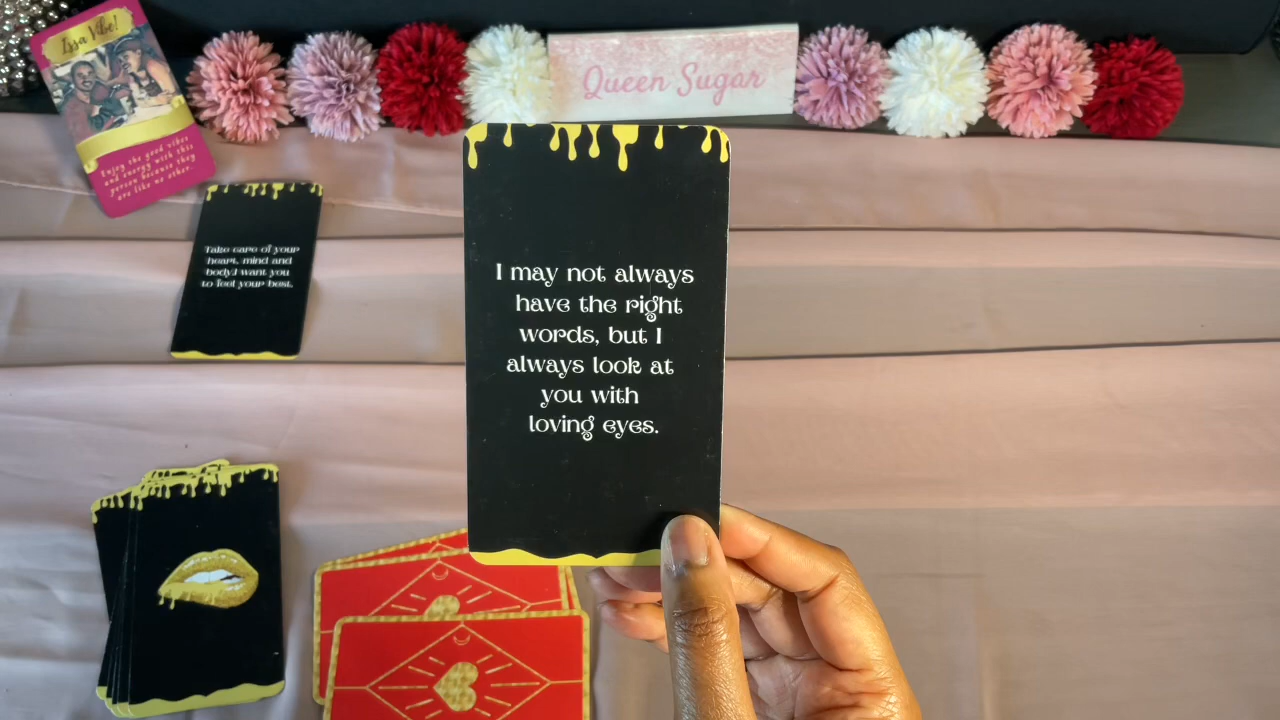 Issa Vibe!
Enjoy the good vibes
and energy with this
person because they
are like no other.
Queen Sugar
Take care of your
heart, mind and
body.I want you
to feel your best.
I may not always
have the right
words, but I
always look at
you with
loving eyes.